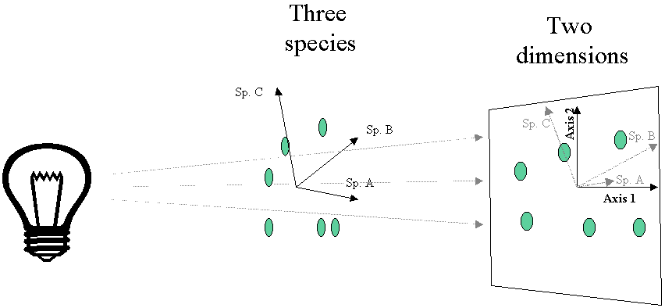 Three
species
Two
dimensions
Sp. C
Sp. B
Sp. A
Sp. C
Axis 2
Sp. B
Sp. A
Axis 1